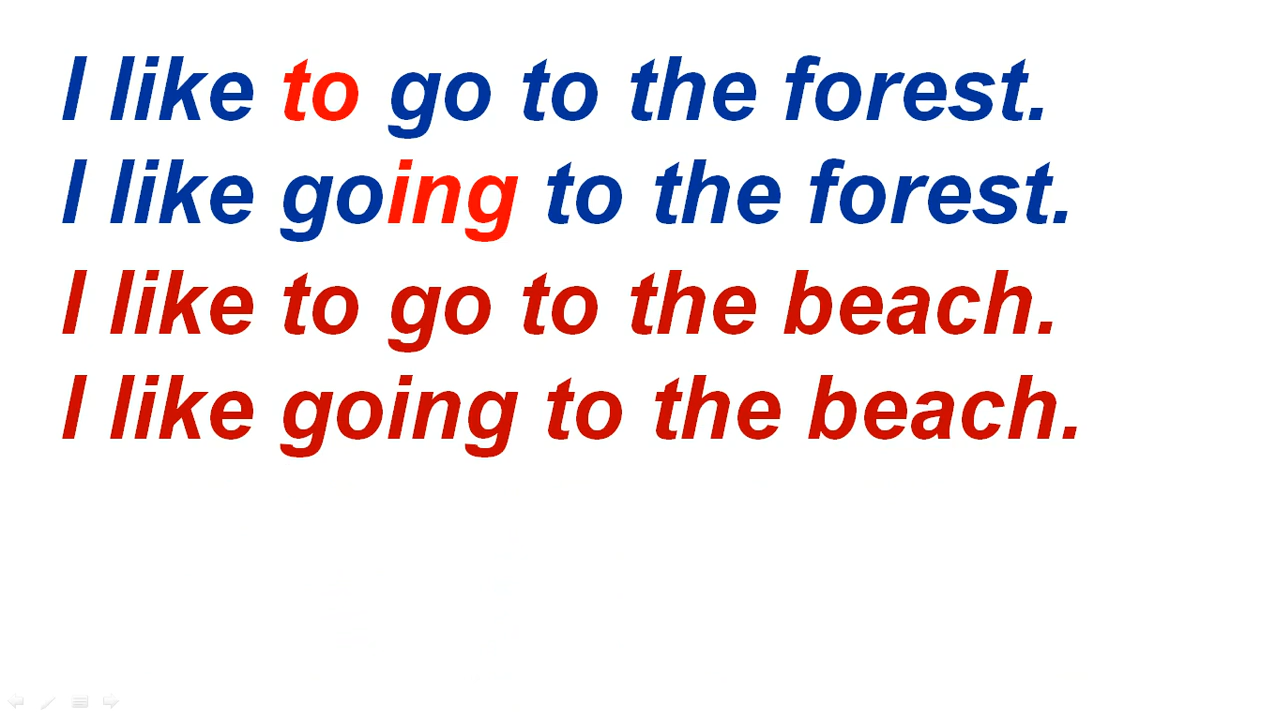 I like to go to the forest.
I like going to the forest.
I like to go to the beach.
I like going to the beach.